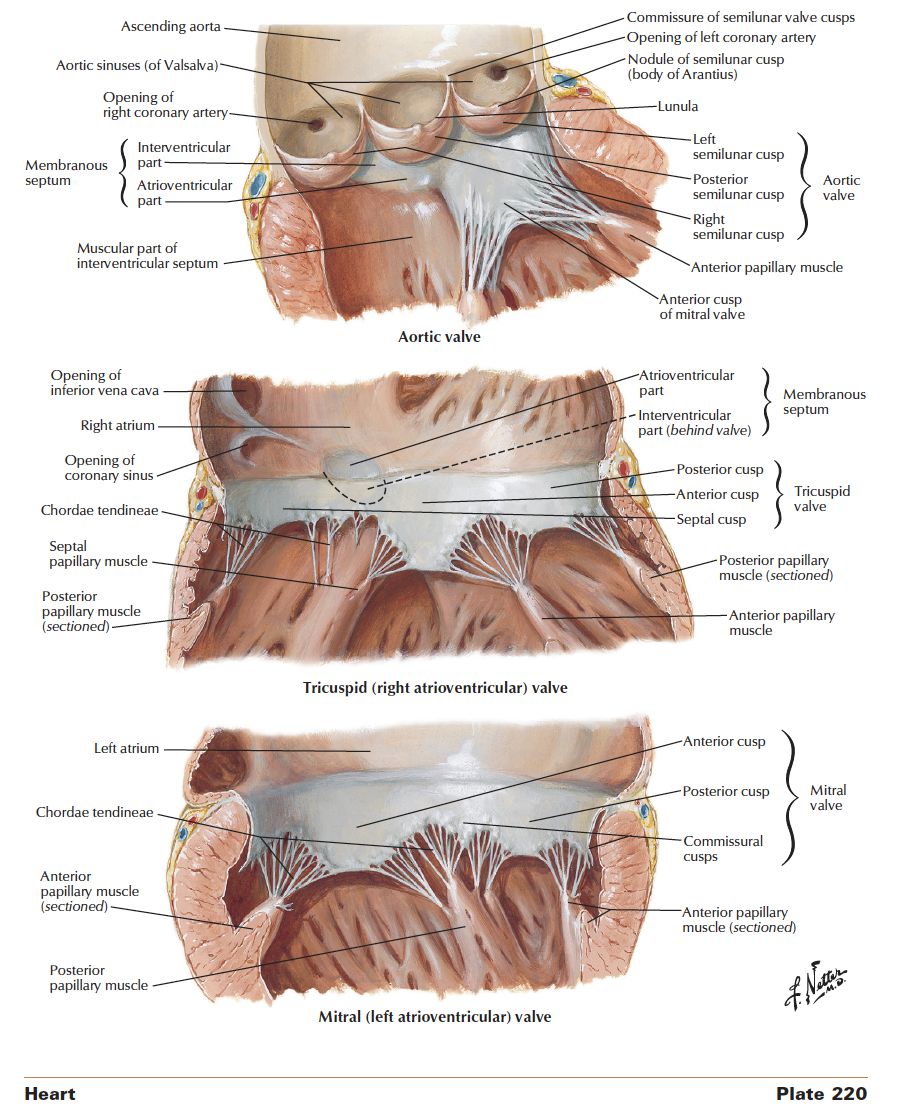 Ascending aorta
Aortic sinuses (of Valsalva)
Opening of
right coronary artery
Membranous
septum
Interventricular
part
Atrioventricular
part
Muscular part of
interventricular septum
Commissure of semilunar valve cusps
Opening of left coronary artery
Nodule of semilunar cusp
(body of Arantius)
Lunula
Left
semilunar cusp
Posterior
semilunar cusp
Right
semilunar cusp
Aortic
valve
Anterior papillary muscle
Anterior cusp
of mitral valve
Aortic valve
Opening of
inferior vena cava
Right atrium
Opening of
coronary sinus
Chordae tendineae
Septal
papillary muscle
Posterior
papillary muscle
(sectioned)
Atrioventricular
part
Interventricular
part (behind valve)
Membranous
septum
Posterior cusp
Anterior cusp
Septal cusp
Tricuspid
valve
Posterior papillary
muscle (sectioned)
Anterior papillary
muscle
Tricuspid (right atrioventricular) valve
Left atrium
Chordae tendineae
Anterior
papillary muscle
(sectioned)
Posterior
papillary muscle
Anterior cusp
Posterior cusp
Commissural
cusps
Mitral
valve
Anterior papillary
muscle (sectioned)
Mitral (left atrioventricular) valve
F. Netter
M.D.
Heart
Plate 220